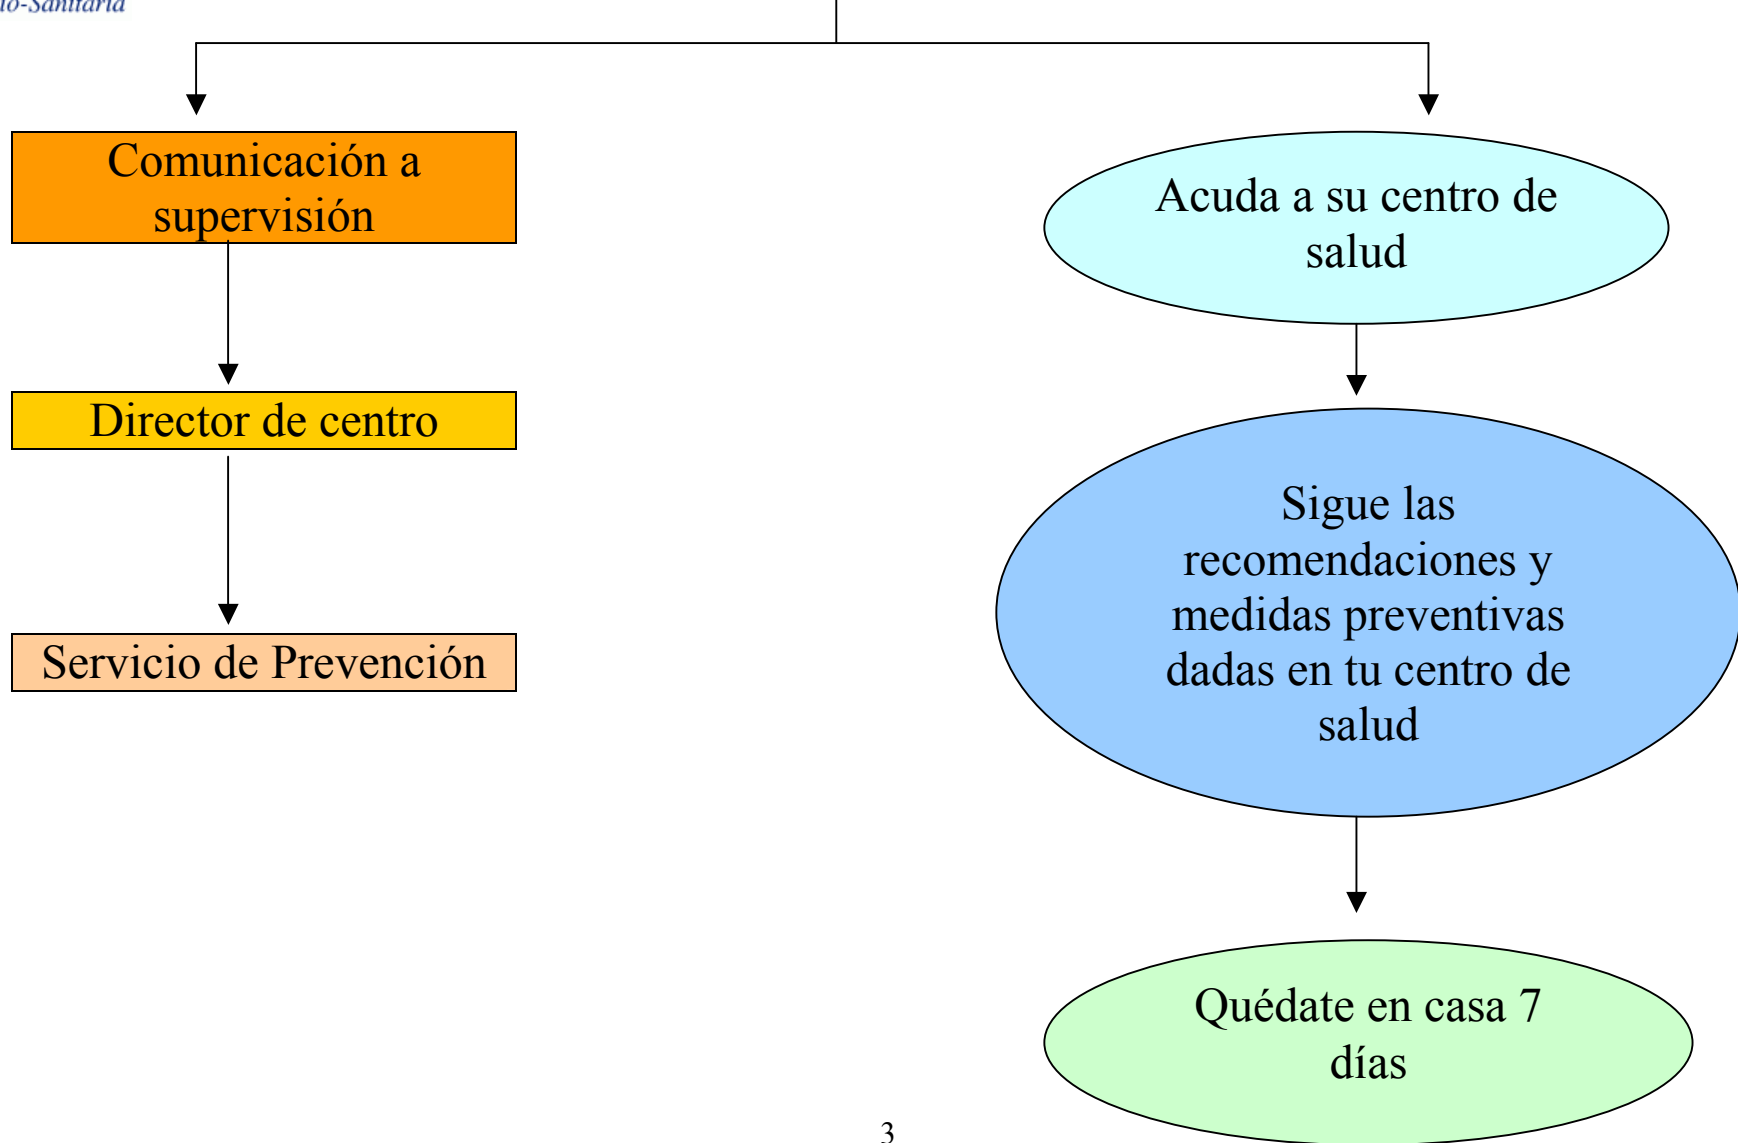 Comunicación a
supervisión
Director de centro
Servicio de Prevención
Acuda a su centro de
salud
Sigue las
recomendaciones y
medidas preventivas
dadas en tu centro de
salud
Quédate en casa 7
días
3